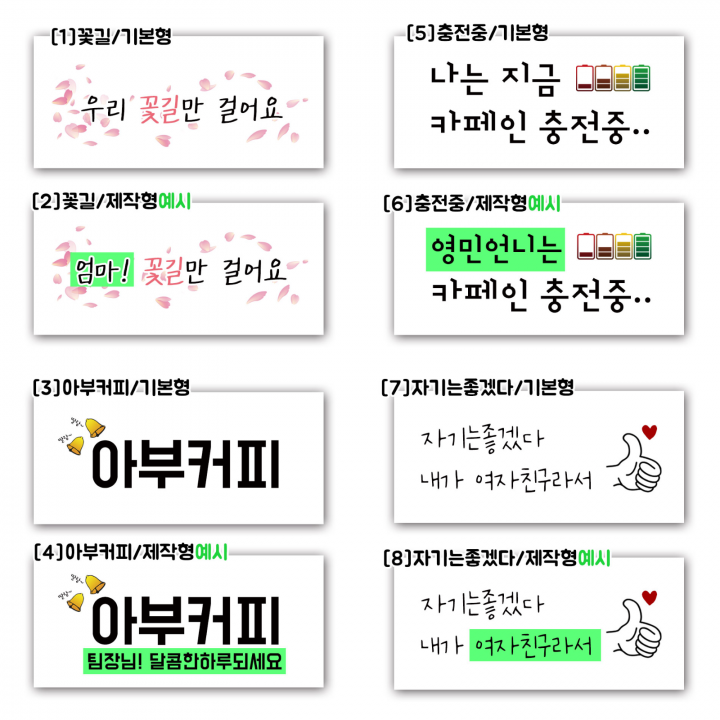 [1]꽃길/기본형
우리 꽃길만 걸어요
[2]꽃길/제작형예시
엄마! 꽃길만 걸어요
[3]아부커피/기본형
아부커피
[4]아부커피/제작형예시
아부커피
팀장님! 달콤한하루되세요
[5]충전중/기본형
나는 지금
카페인 충전중..
[6]충전중/제작형예시
영민언니는
카페인 충전중..
[7]자기는좋겠다/기본형
자기는좋겠다
내가 여자친구라서
[8]자기는좋겠다/제작형예시
자기는좋겠다
내가 여자친구라서